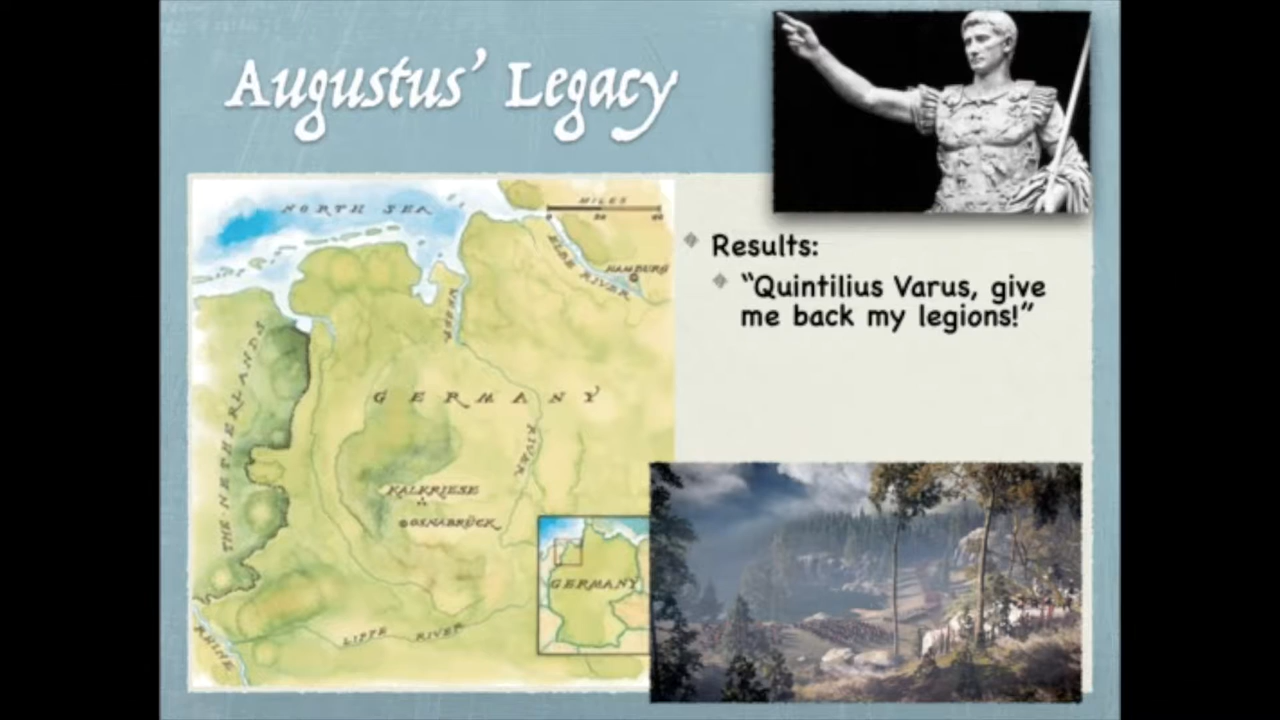 Augustus’ Legacy
NORTH SEA
MILES
ELBE RIVER
HAMBURG
WESER
RIVER
THE NETHERLANDS
GERMANY
KALKRIESE
OSNABRÜCK
LIPPE RIVER
RHINE
GERMANY
Results:
“Quintilius Varus, give
me back my legions!”